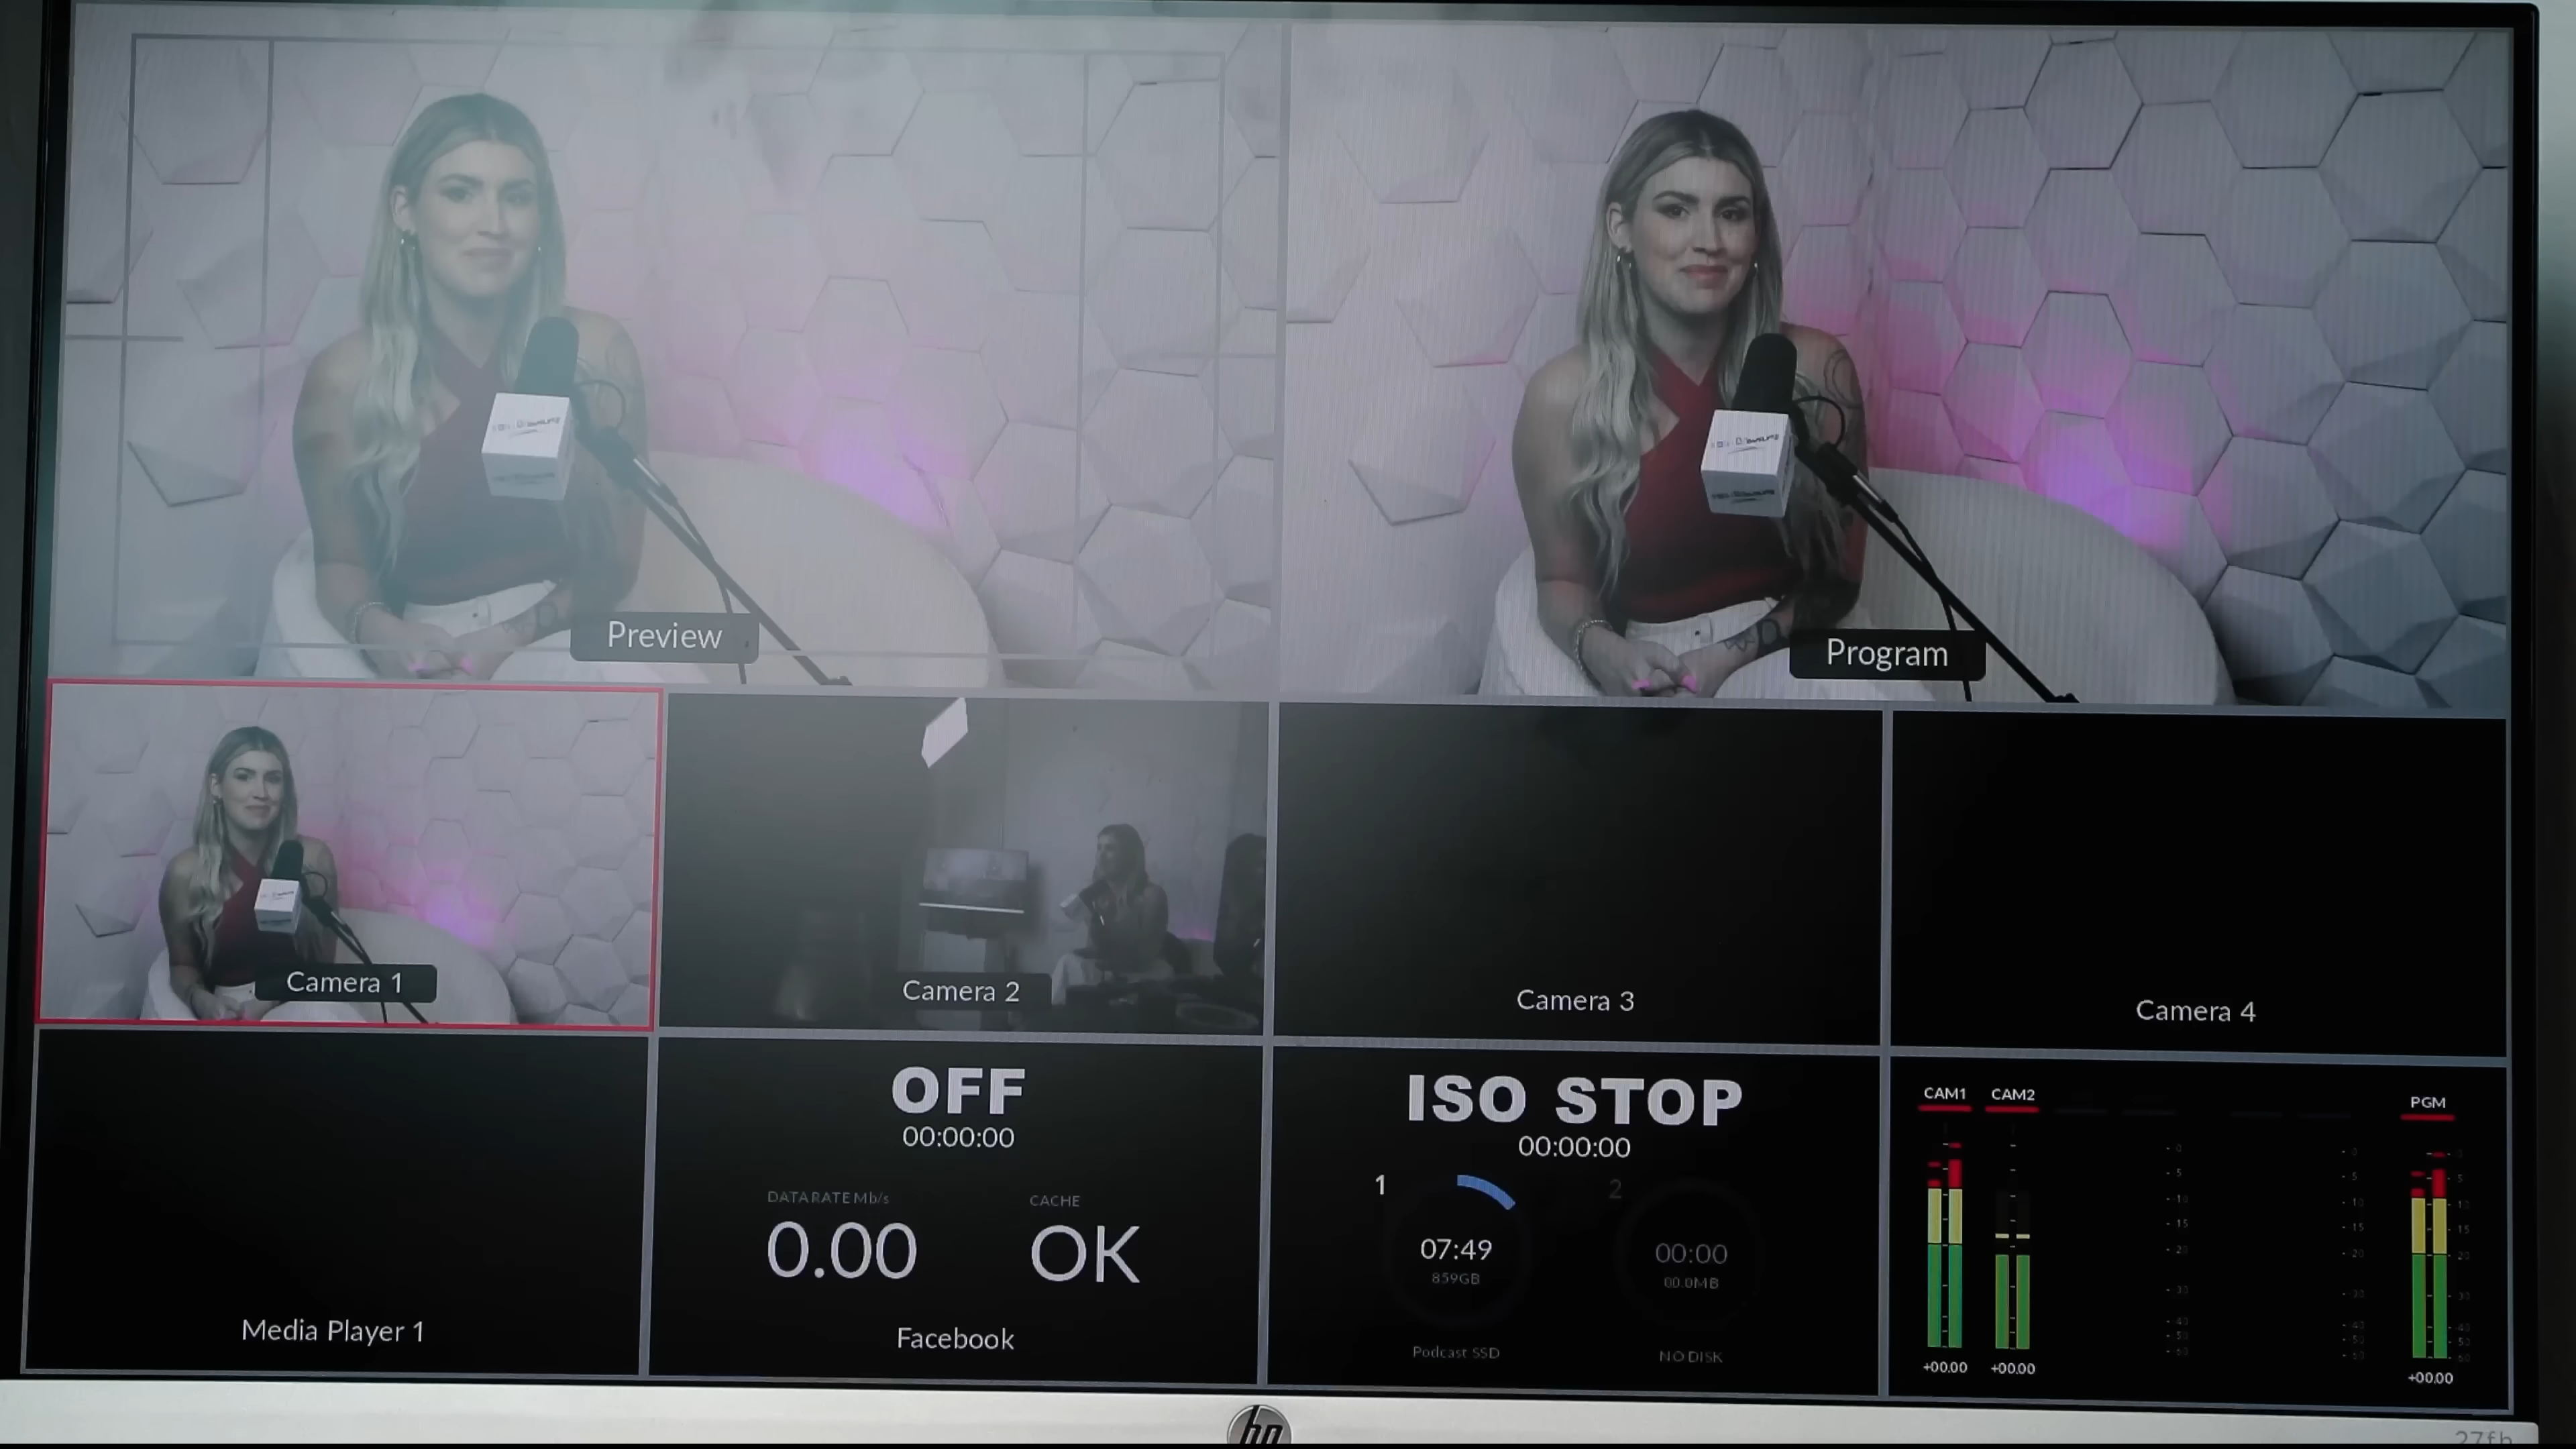 Preview
Program
Camera 1
Camera 2
Camera 3
Camera 4
Media Player 1
OFF
00:00:00
DATA RATE Mb/s
CACHE
0.00
OK
Facebook
ISO STOP
00:00:00
1
2
07:49
859GB
00:00
00.0MB
Podcast SSD
NO DISK
CAM1
CAM2
PGM
+00.00
+00.00
+00.00
hp